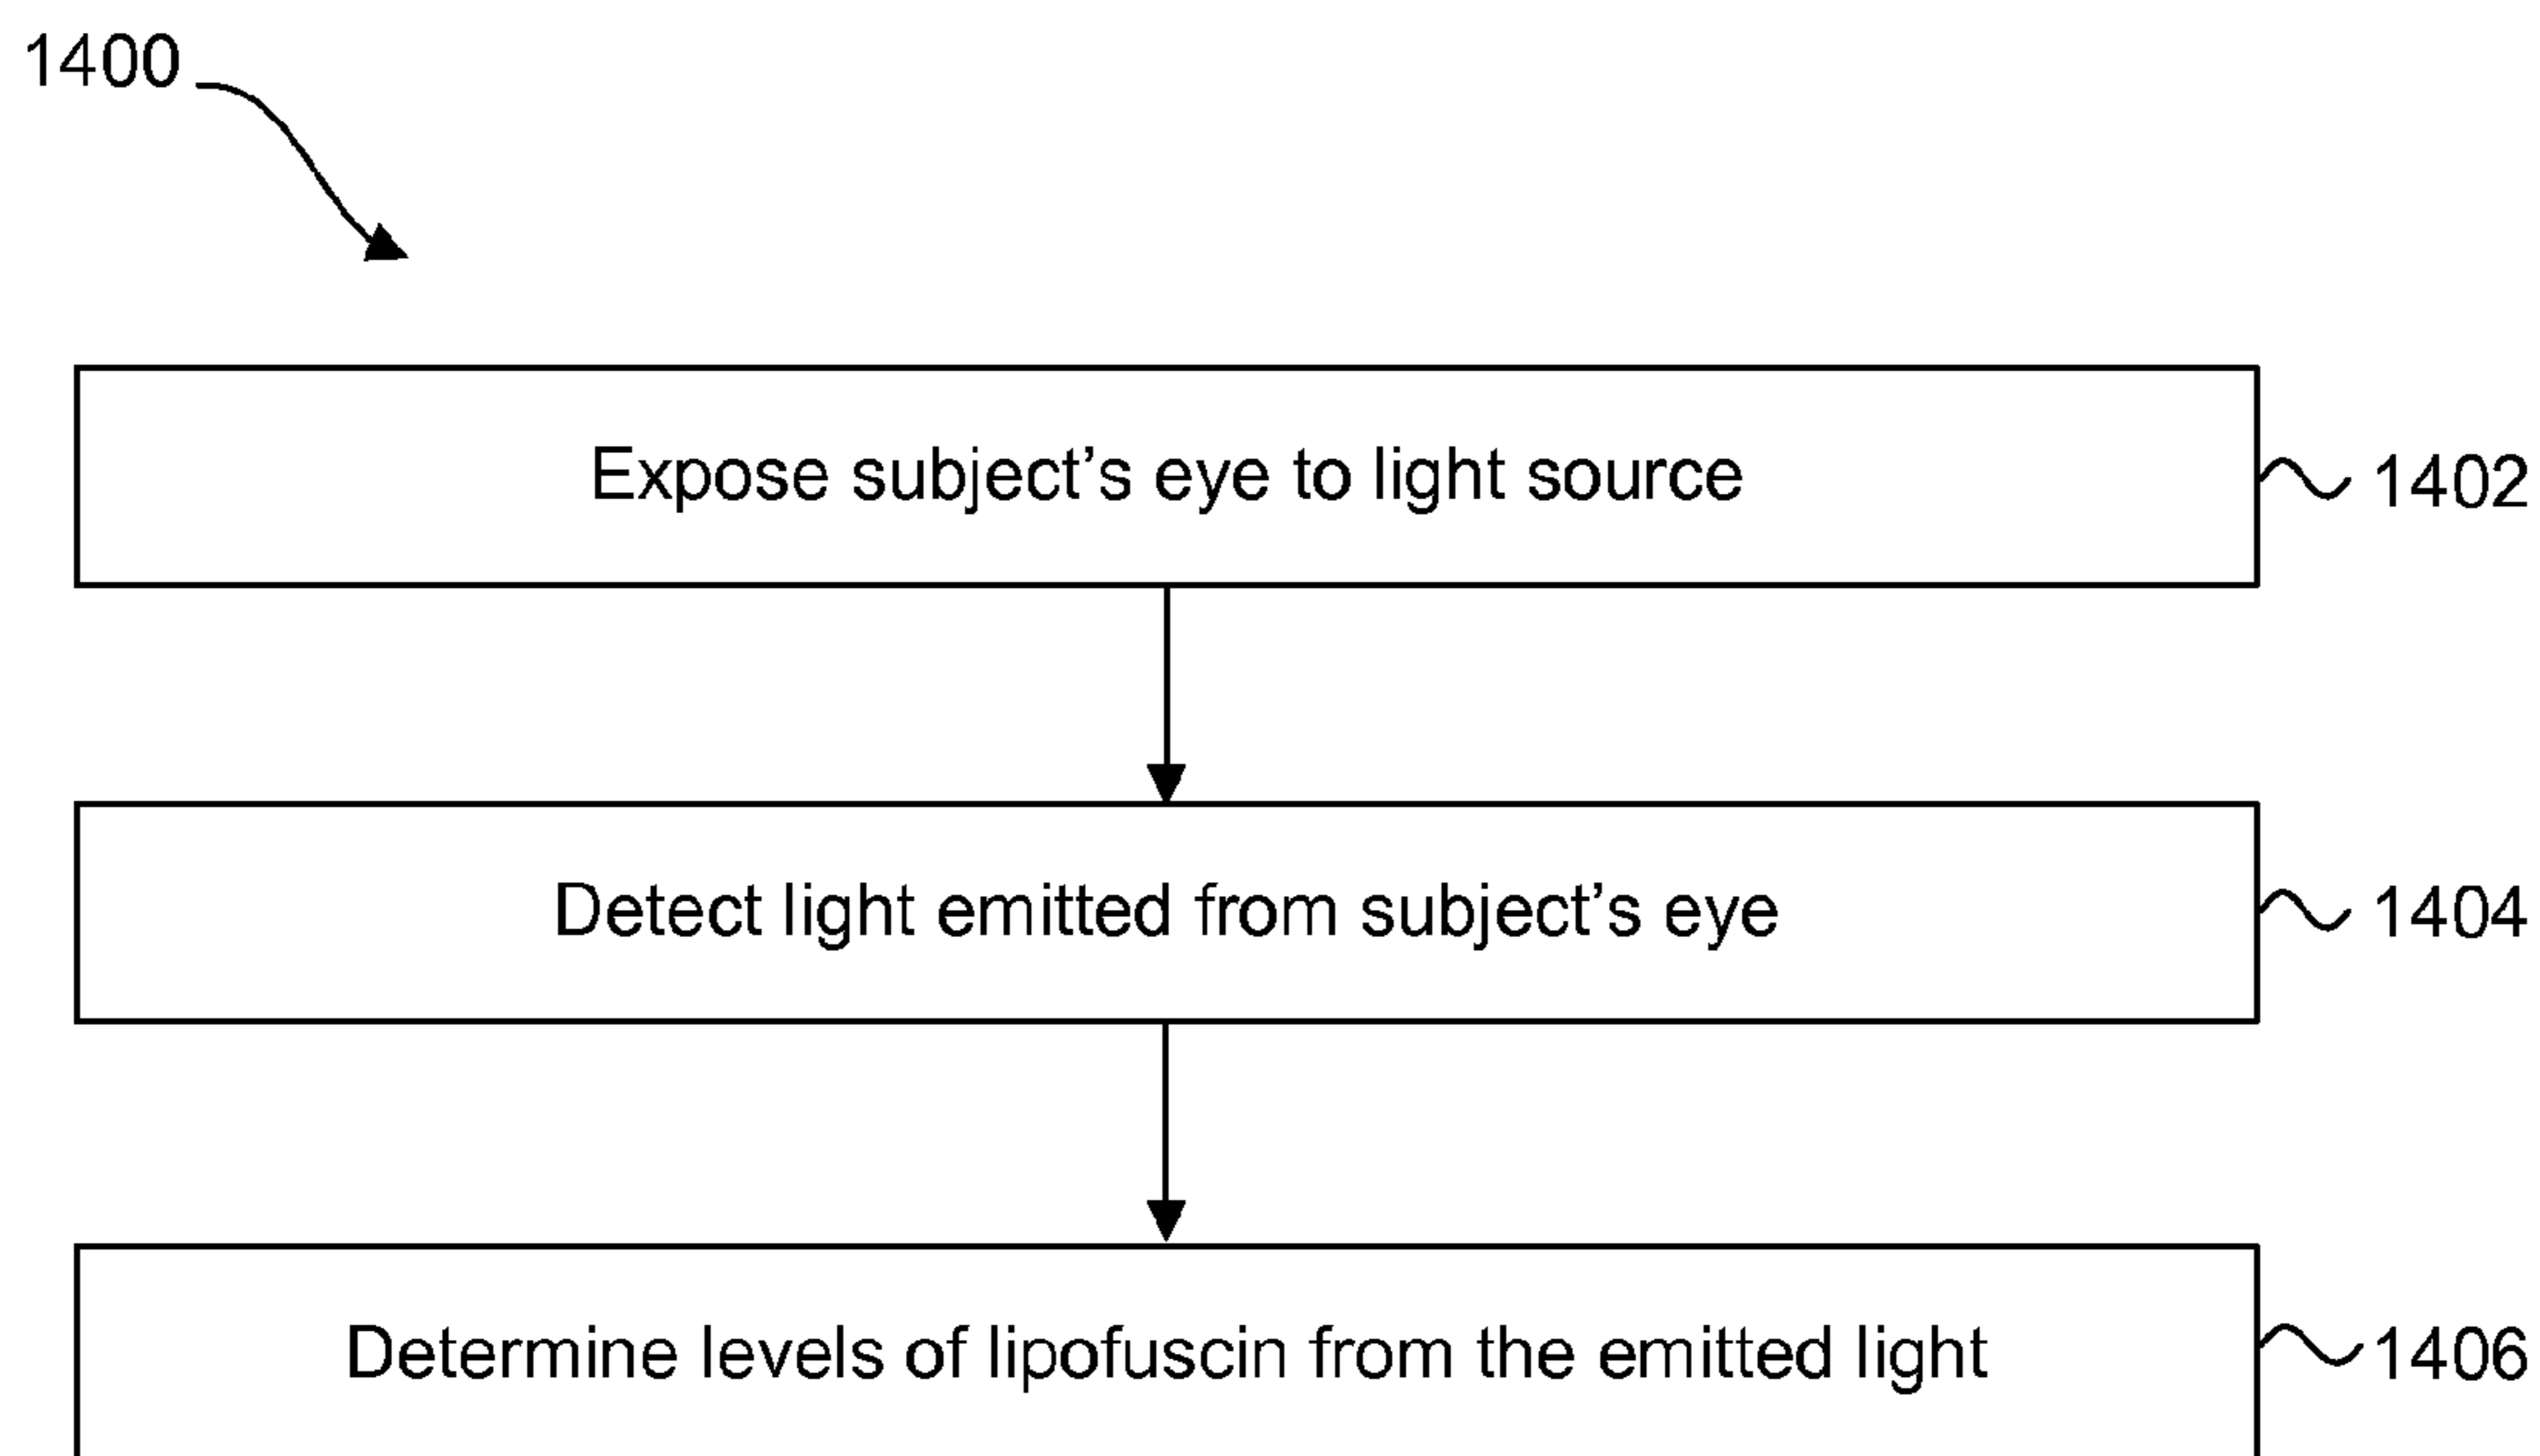 1400
Expose subject’s eye to light source
1402
Detect light emitted from subject’s eye
1404
Determine levels of lipofuscin from the emitted light
1406